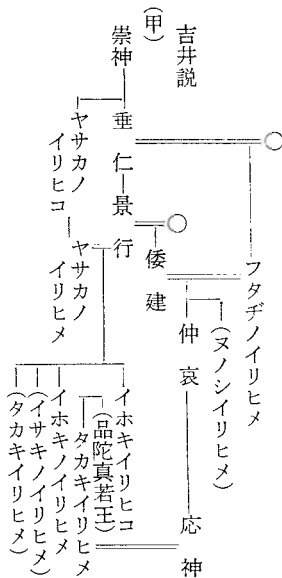 吉井説
(甲)
崇神
垂仁
ヤサカノイリヒコ
景行
ヤサカノイリヒメ
倭建
フタヂノイリヒメ
(ヌノシイリヒメ)
仲哀
イホキイリヒコ
(品陀真若王)
タカキイリヒメ
イホキノイリヒメ
(イサキノイリヒメ)
(タカキイリヒメ)
応神